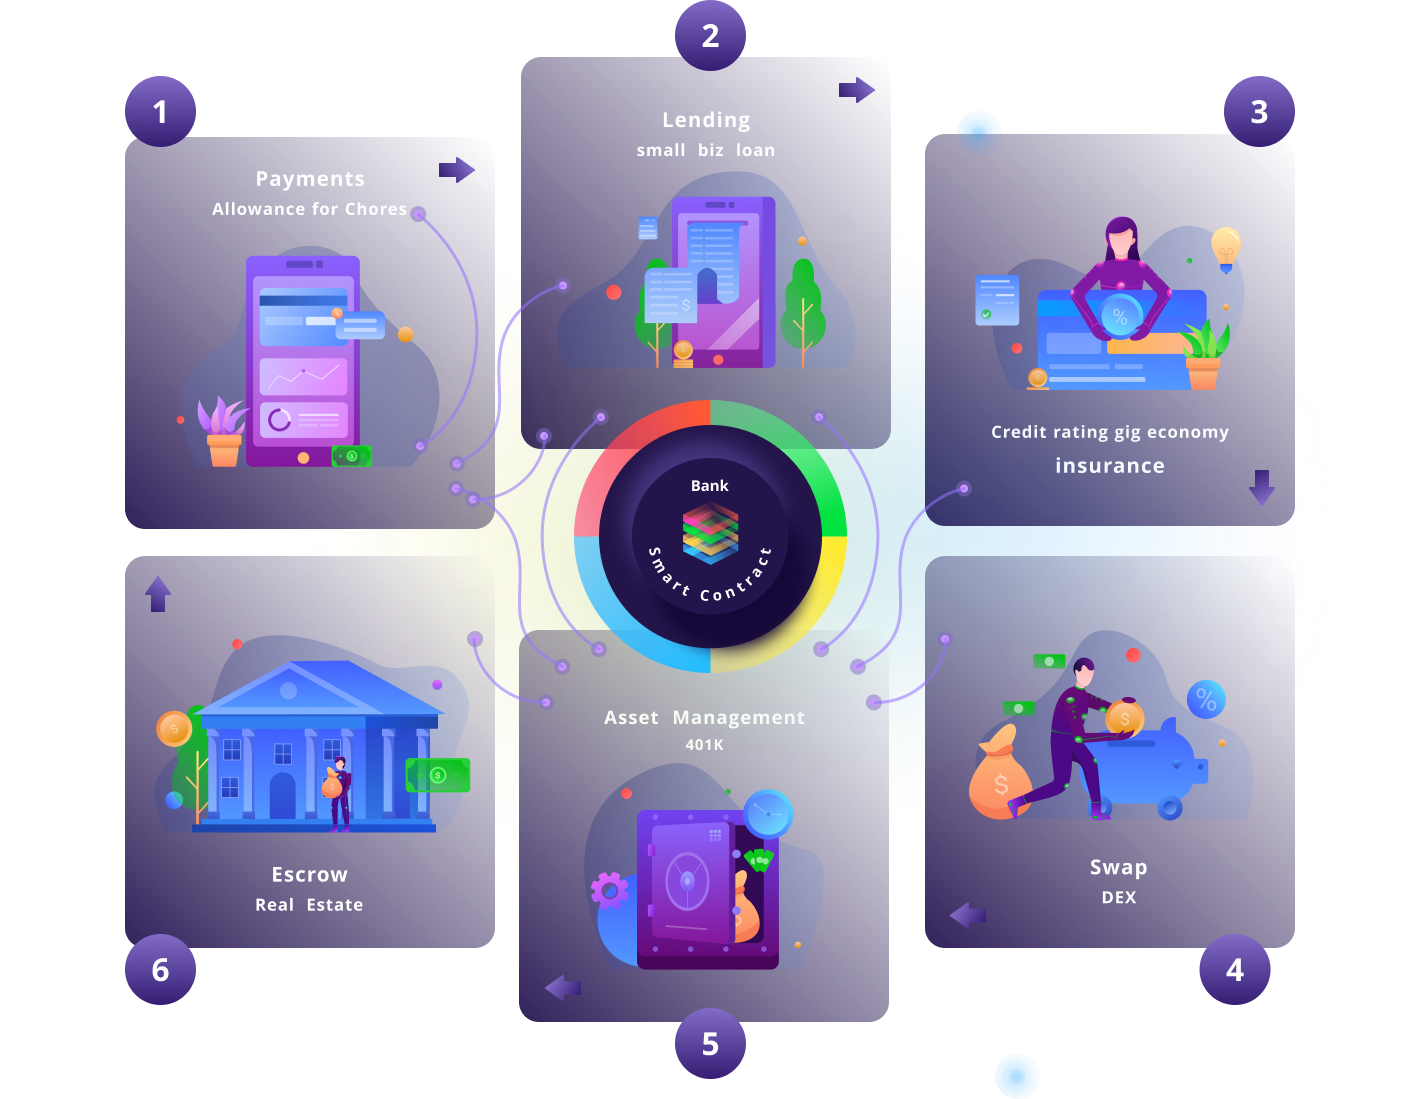 1
Payments
Allowance for Chores
2
Lending
small biz loan
$
3
%
Credit rating gig economy
insurance
Bank
Smart Contract
4
$
%
$
Swap
DEX
5
Asset Management
401K
6
$
$
Escrow
Real Estate